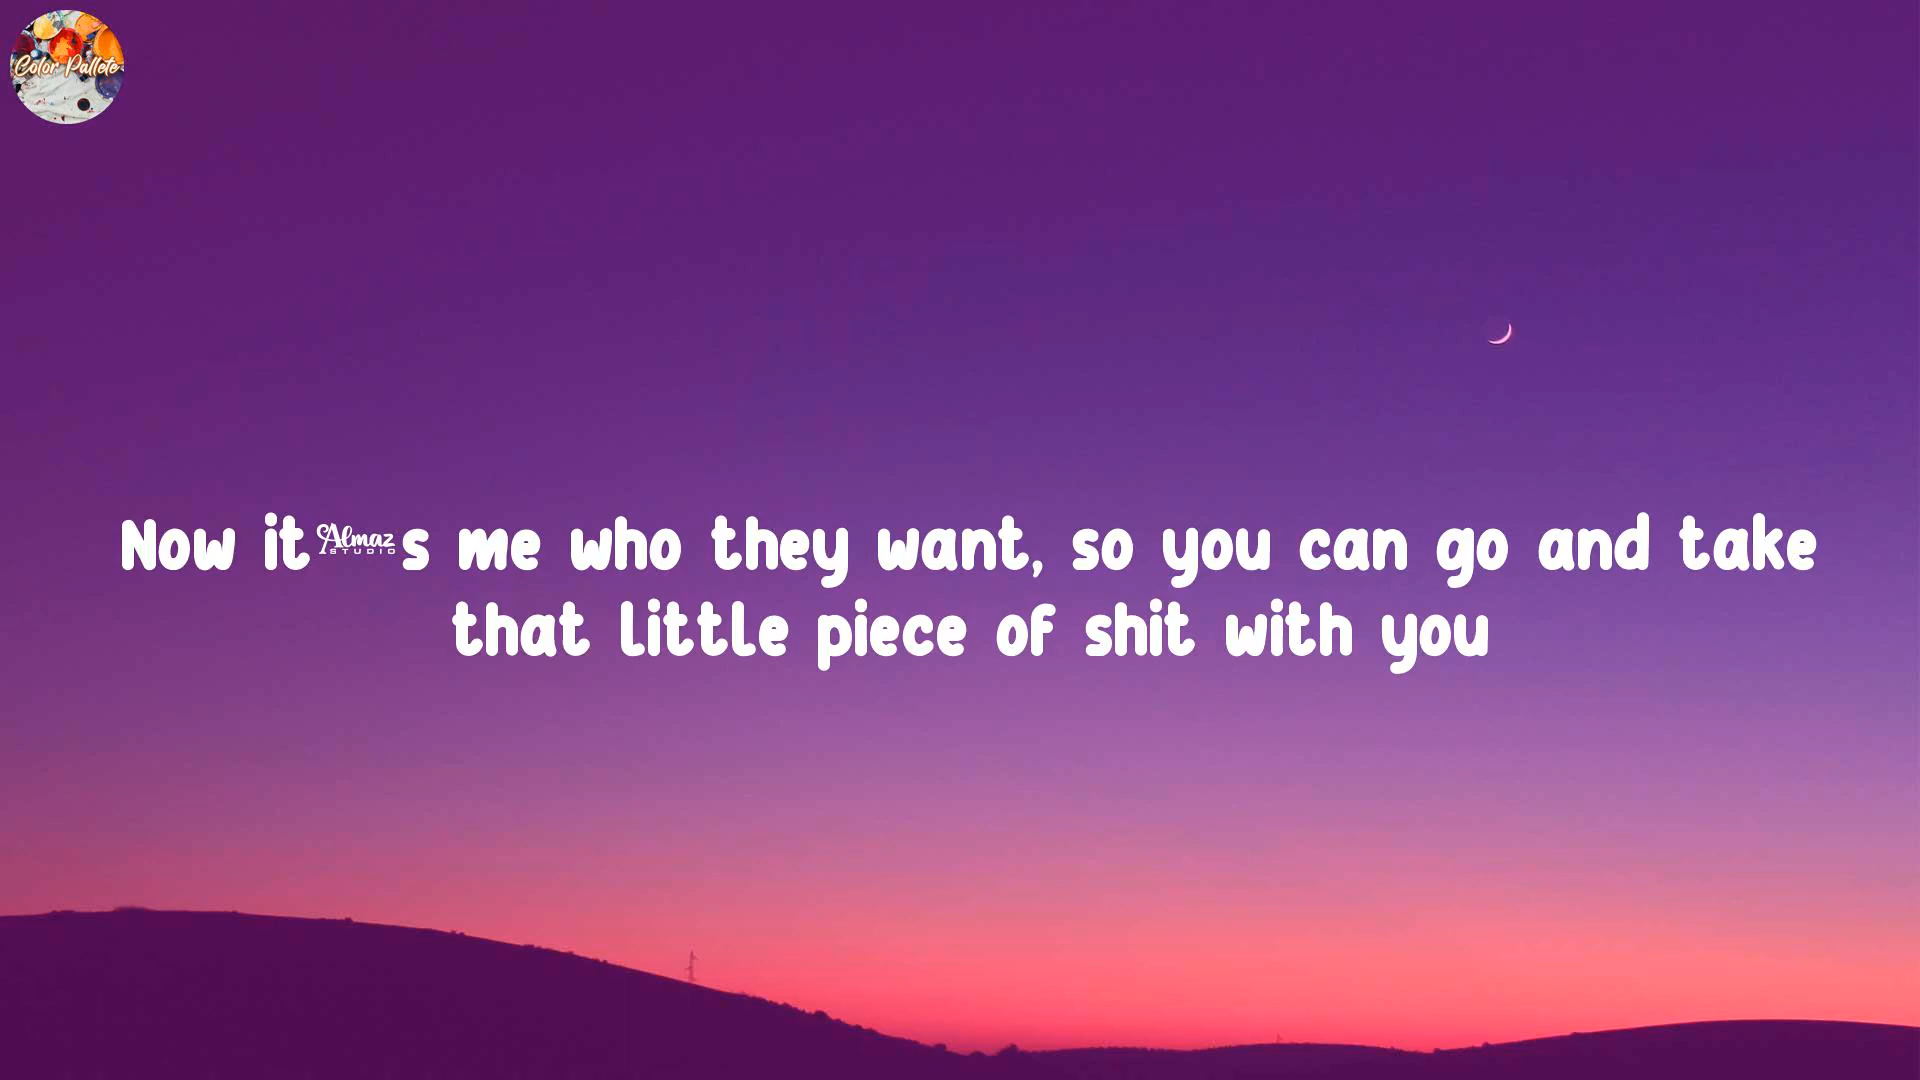 Color Pallete
Now it Almaz STUDIO s me who they want, so you can go and take
that little piece of shit with you